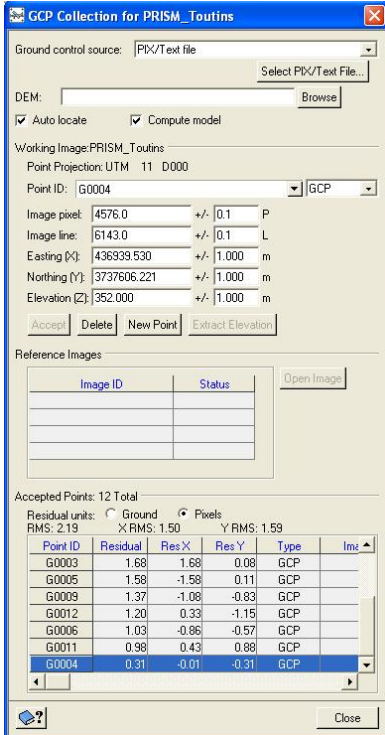 GCP Collection for PRISM_Toutins
Ground control source: PIX/Text file
Select PIX/Text File...
DEM: Browse
Auto locate Compute model
Working Image:PRISM_Toutins
Point Projection: UTM 11 D000
Point ID: G0004 GCP
Image pixel: 4576.0 +/- 0.1 P
Image line: 6143.0 +/- 0.1 L
Easting (X): 436939.530 +/- 1.000 m
Northing (Y): 3737606.221 +/- 1.000 m
Elevation (Z): 352.000 +/- 1.000 m
Accept Delete New Point Extract Elevation
Reference Images
Image ID Status Open Image
Accepted Points: 12 Total
Residual units: Ground Pixels
RMS: 2.19 X RMS: 1.50 Y RMS: 1.59
Point ID Residual Res X Res Y Type Ima
G0003 1.68 1.68 0.08 GCP
G0005 1.58 -1.58 0.11 GCP
G0009 1.37 -1.08 -0.83 GCP
G0012 1.20 0.33 -1.15 GCP
G0006 1.03 -0.86 -0.57 GCP
G0011 0.98 0.43 0.88 GCP
G0004 0.31 -0.01 -0.31 GCP
? Close